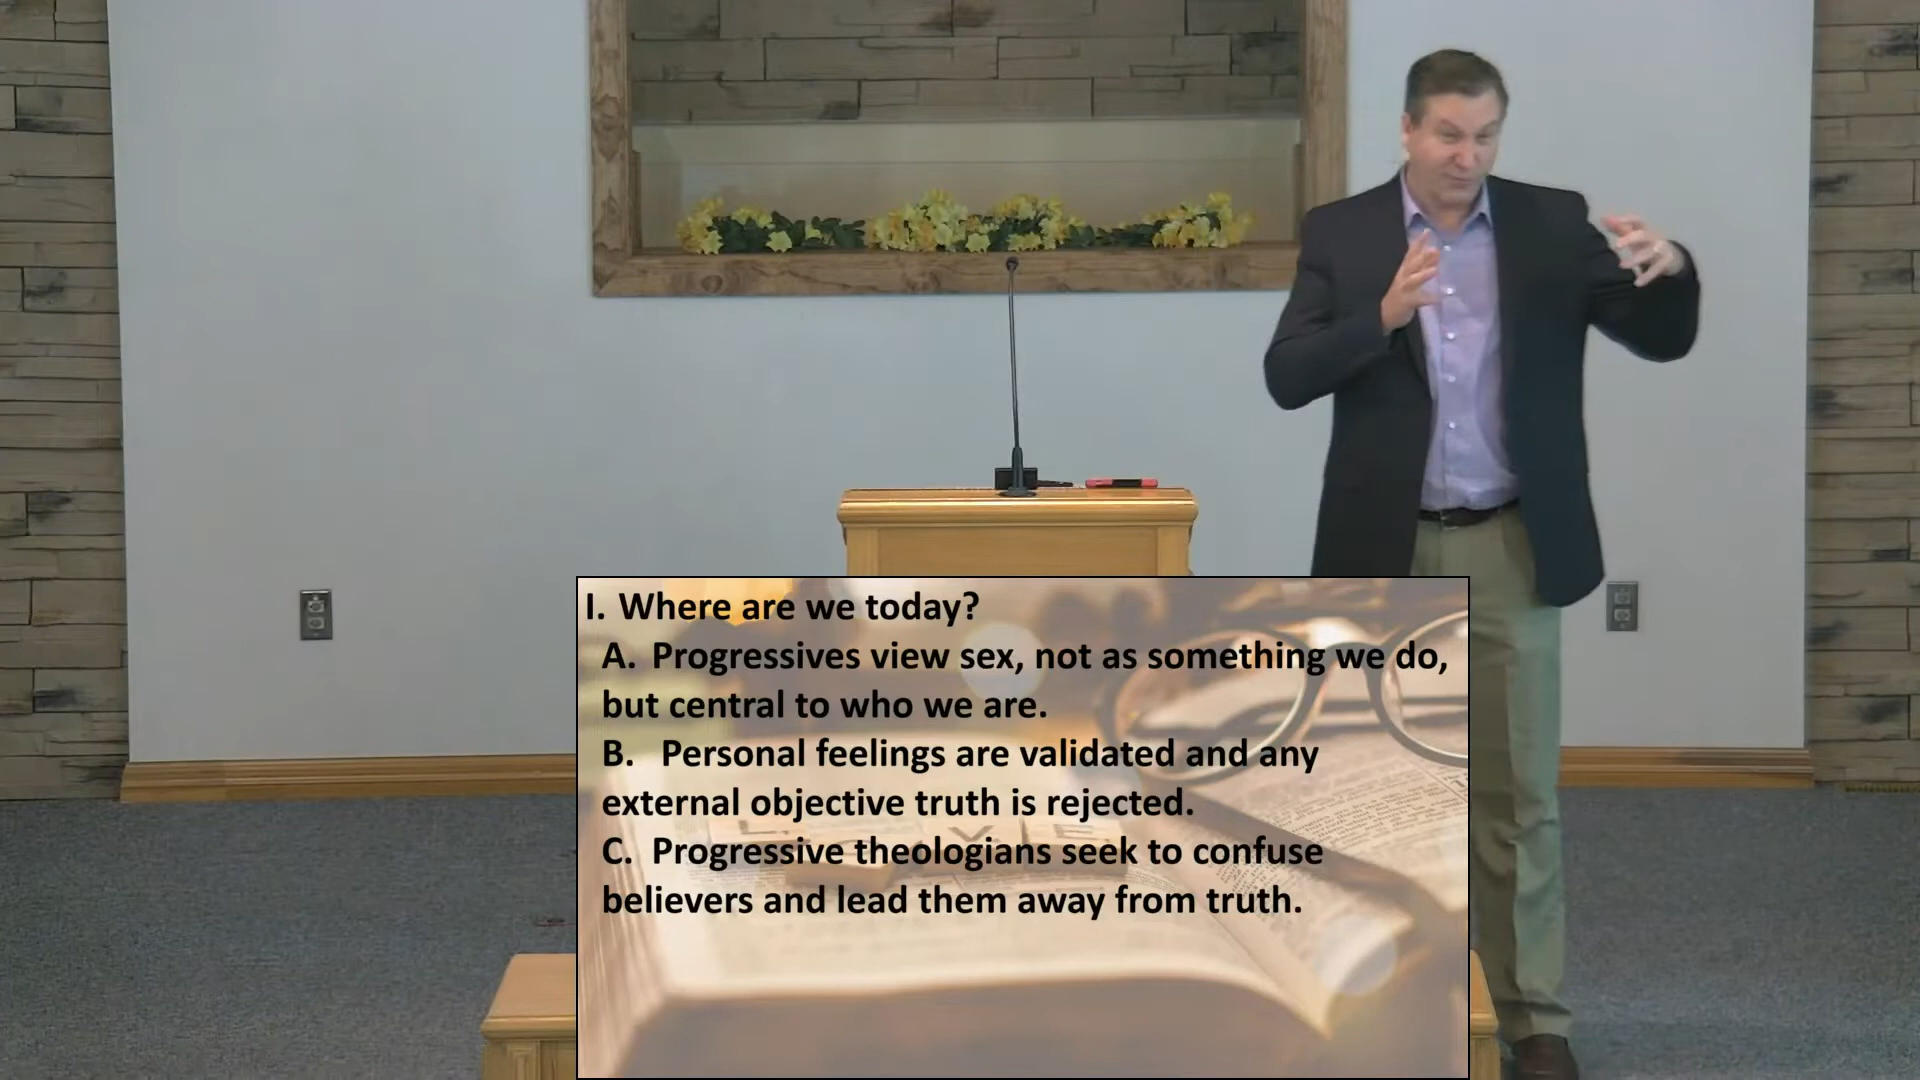 I. Where are we today?
A. Progressives view sex, not as something we do,
but central to who we are.
B. Personal feelings are validated and any
external objective truth is rejected.
C. Progressive theologians seek to confuse
believers and lead them away from truth.